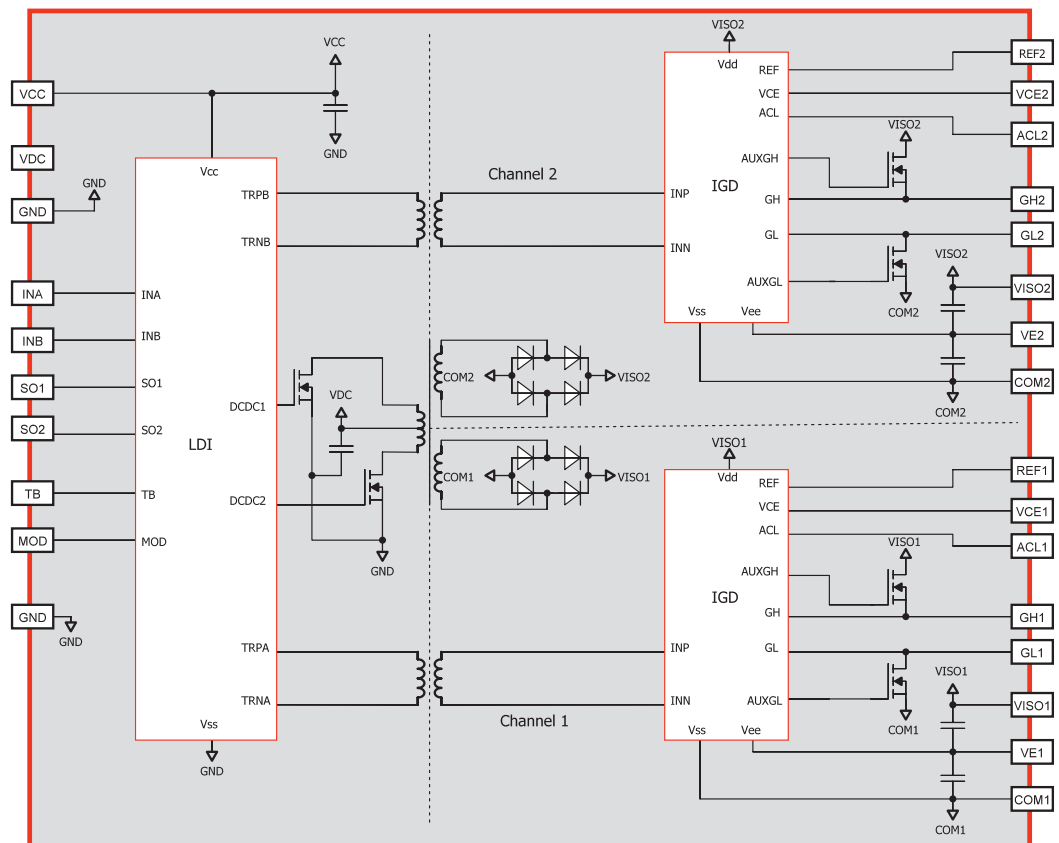 VCC
VDC
GND
GND
INA
INB
SO1
SO2
TB
MOD
GND
GND
VCC
GND
Vcc
TRPB
TRNB
INA
INB
SO1
SO2
DCDC1
LDI
TB
DCDC2
MOD
TRPA
TRNA
Vss
GND
VDC
GND
Channel 2
COM2
VISO2
COM1
VISO1
Channel 1
VISO2
Vdd
REF
VCE
ACL
AUXGH
IGD
INP
GH
GL
INN
AUXGL
Vss
Vee
VISO2
COM2
VISO2
COM2
REF2
VCE2
ACL2
GH2
GL2
VISO2
VE2
COM2
VISO1
Vdd
REF
VCE
ACL
AUXGH
IGD
GH
INP
GL
INN
AUXGL
Vss
Vee
VISO1
COM1
VISO1
COM1
REF1
VCE1
ACL1
GH1
GL1
VISO1
VE1
COM1